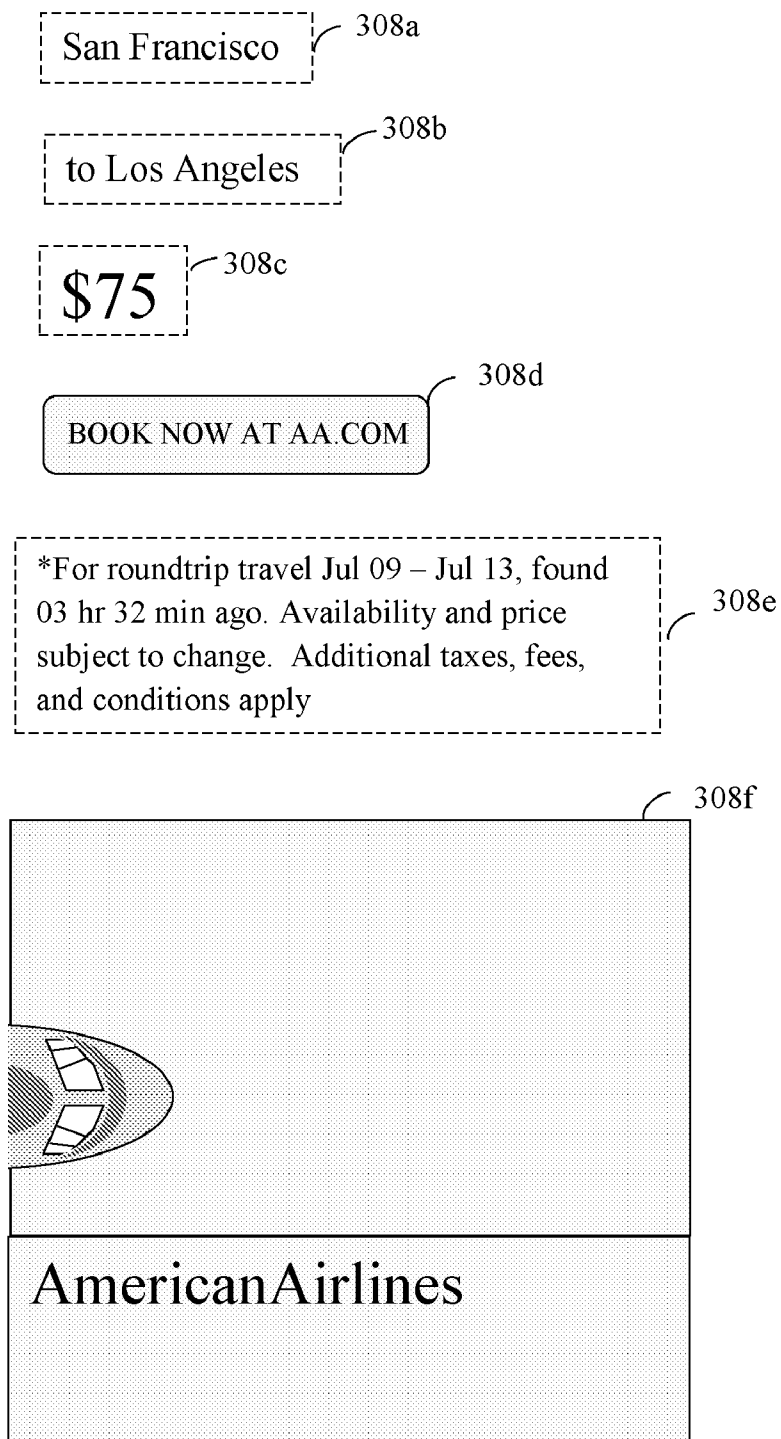 San Francisco
308a
to Los Angeles
308b
$75
308c
BOOK NOW AT AA.COM
308d
*For roundtrip travel Jul 09 – Jul 13, found
03 hr 32 min ago. Availability and price
subject to change. Additional taxes, fees,
and conditions apply
308e
308f
AmericanAirlines